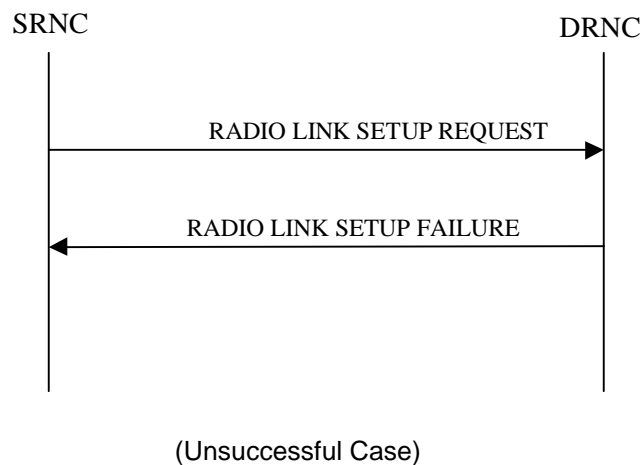 SRNC
DRNC
RADIO LINK SETUP REQUEST
RADIO LINK SETUP FAILURE
(Unsuccessful Case)